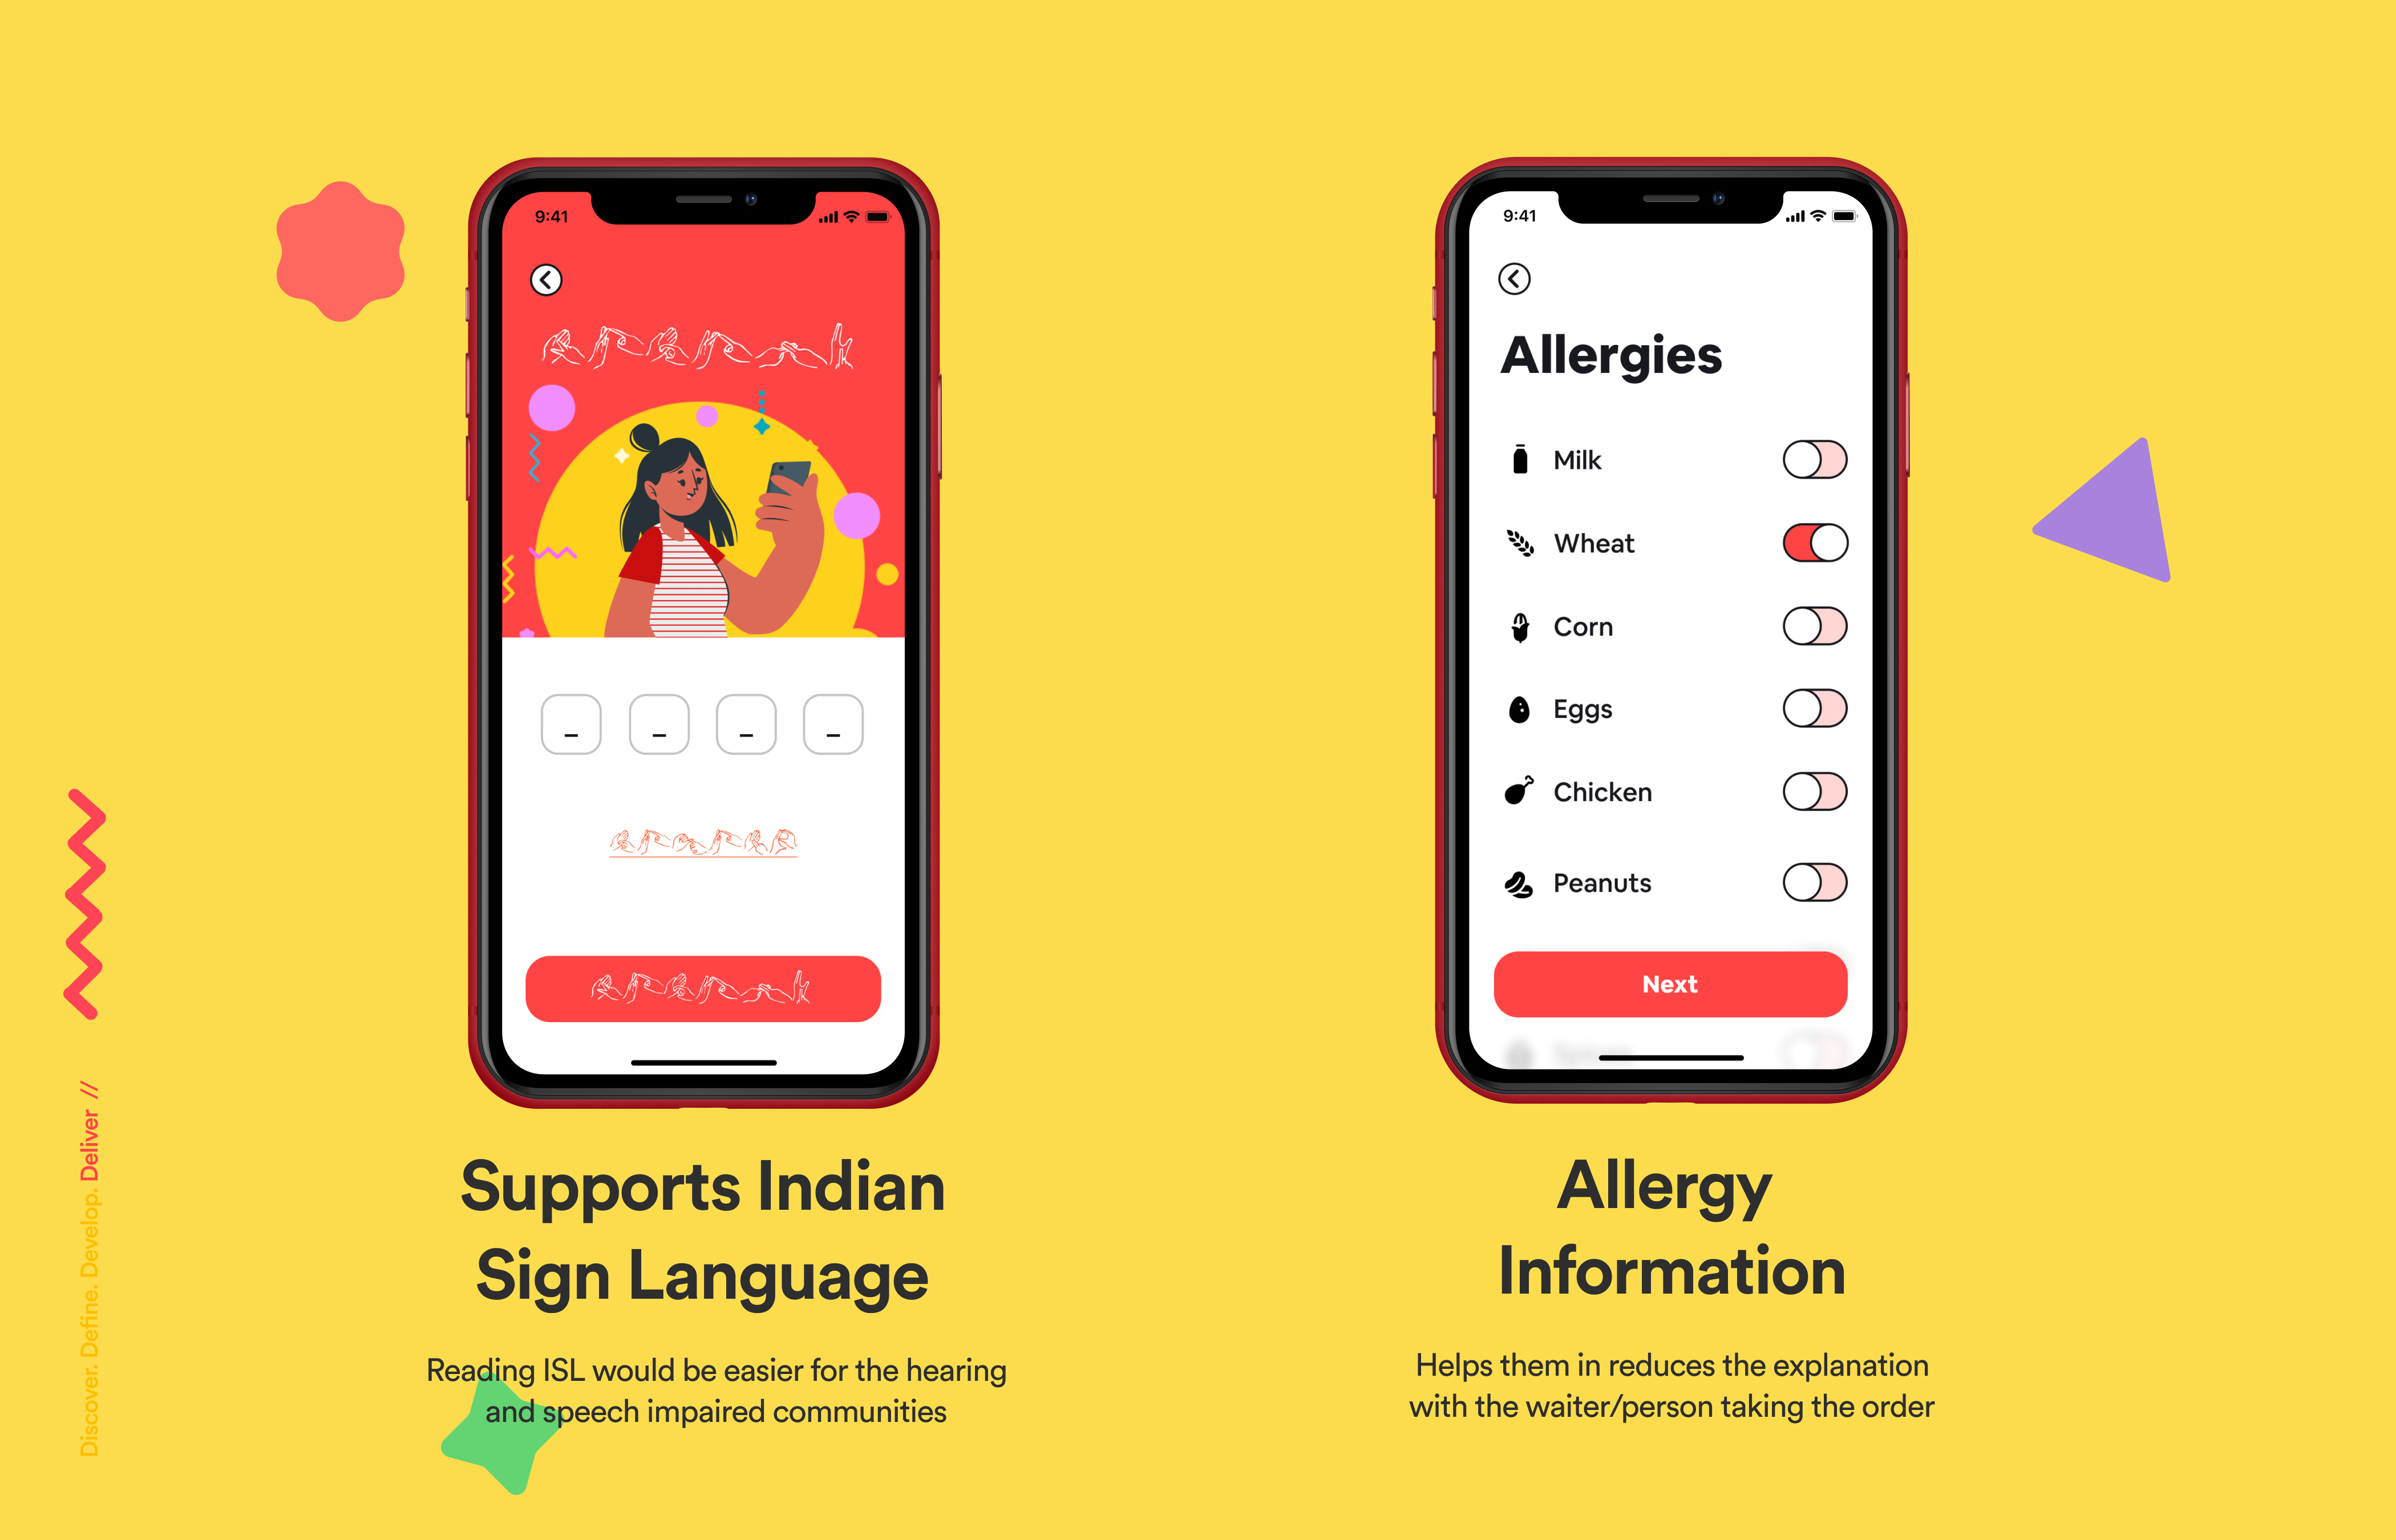 9:41
Supports Indian
Sign Language
Reading ISL would be easier for the hearing
and speech impaired communities
9:41
Allergies
Milk
Wheat
Corn
Eggs
Chicken
Peanuts
Next
Allergy
Information
Helps them in reduces the explanation
with the waiter/person taking the order
Discover. Define. Develop. Deliver //